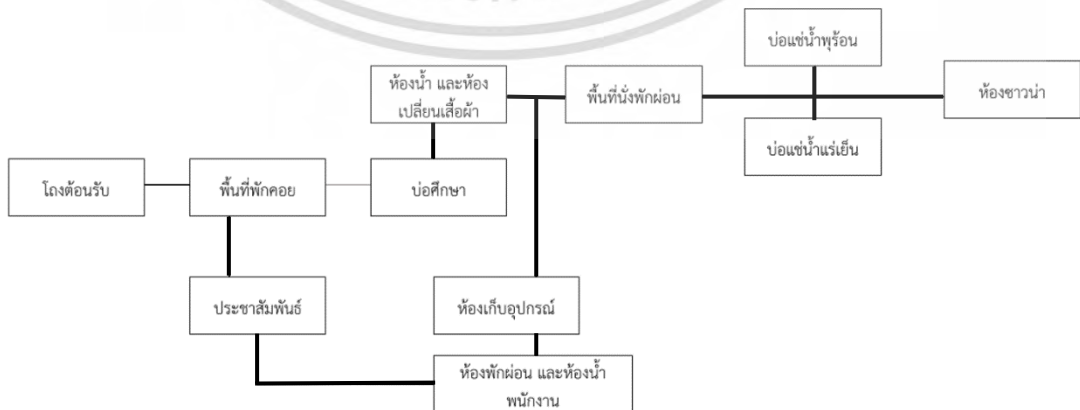 บ่อแช่น้ำพุร้อน
ห้องน้ำ และห้อง
เปลี่ยนเสื้อผ้า
พื้นที่นั่งพักผ่อน
ห้องซาวน่า
บ่อแช่น้ำแร่เย็น
โถงต้อนรับ
พื้นที่พักคอย
บ่อศึกษา
ประชาสัมพันธ์
ห้องเก็บอุปกรณ์
ห้องพักผ่อน และห้องน้ำ
พนักงาน